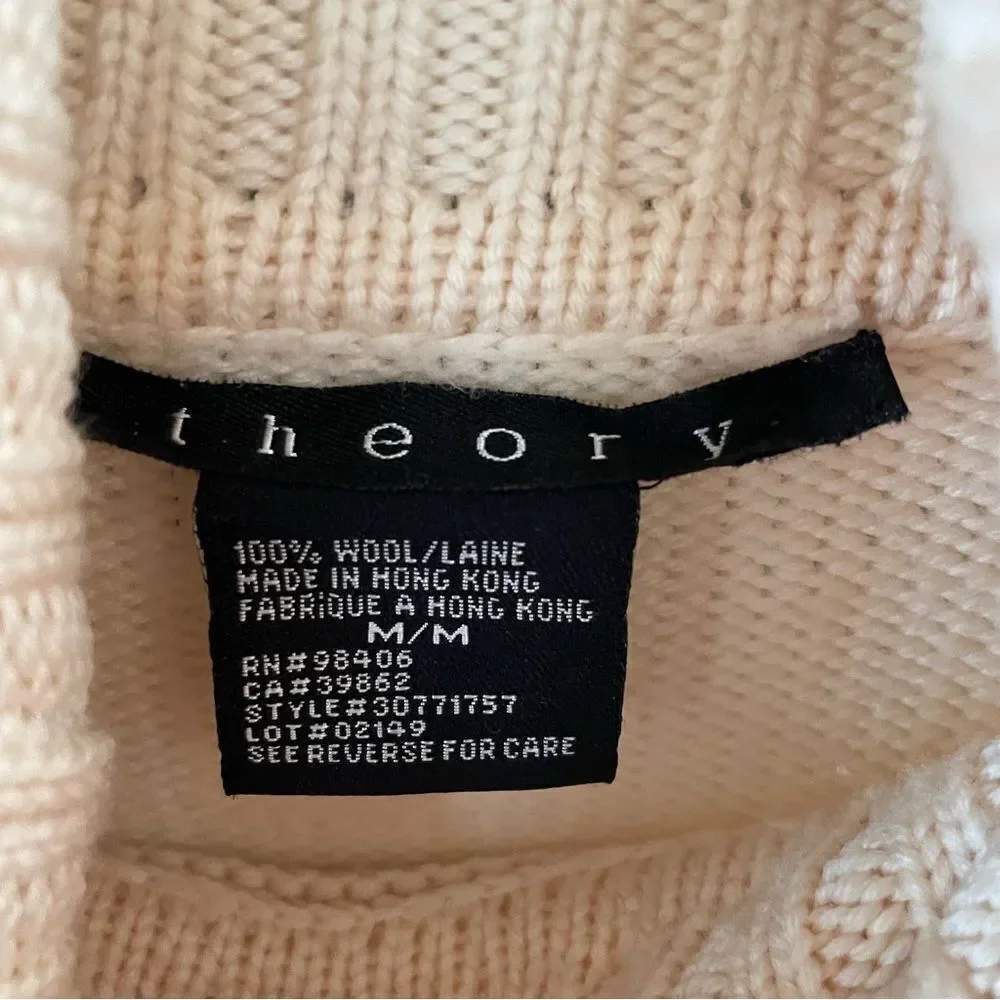 theory
100% WOOL/LAINE
MADE IN HONG KONG
FABRIQUE A HONG KONG
M/M
RN#98406
CA#39862
STYLE#30771757
LOT#02149
SEE REVERSE FOR CARE